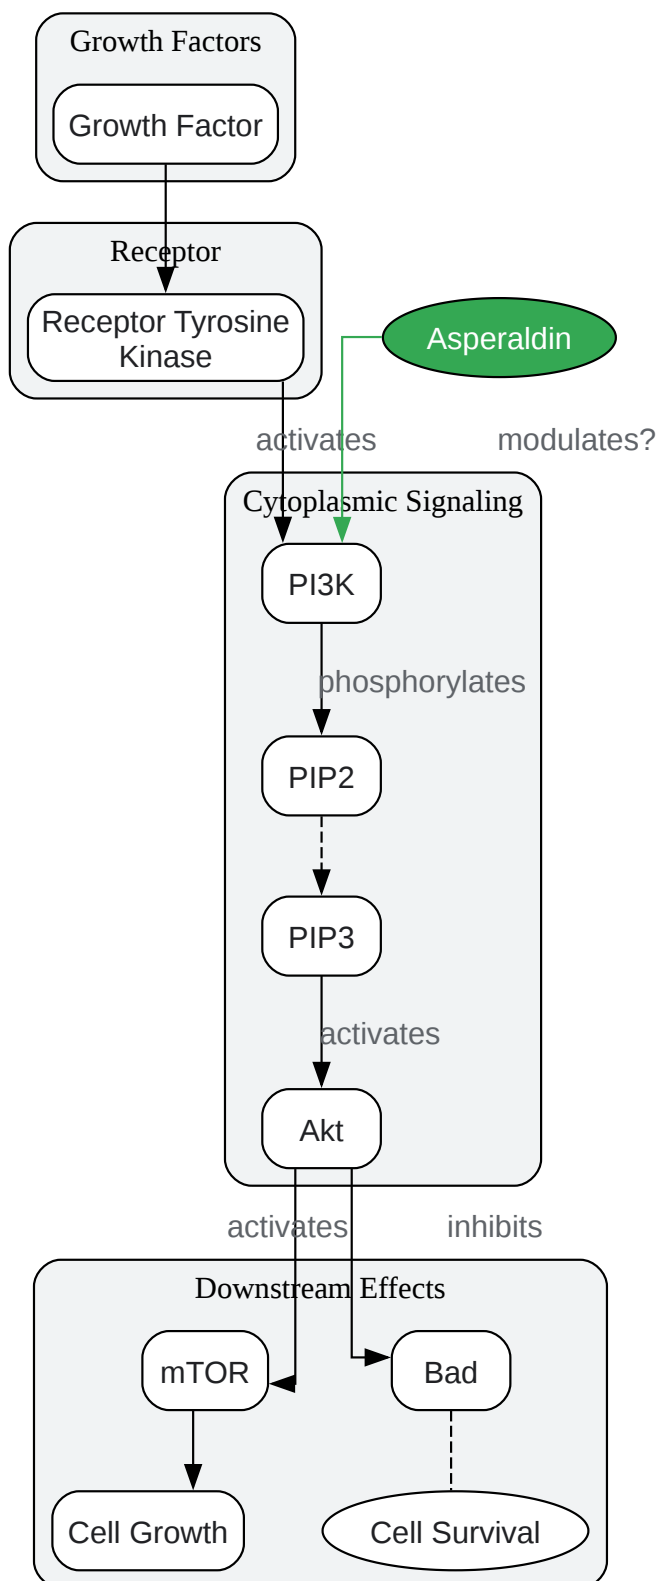 Growth Factors
Growth Factor
Receptor
Receptor Tyrosine
Kinase
Asperaldin
activates
modulates?
Cytoplasmic Signaling
PI3K
phosphorylates
PIP2
PIP3
activates
Akt
activates
inhibits
Downstream Effects
mTOR
Bad
Cell Growth
Cell Survival